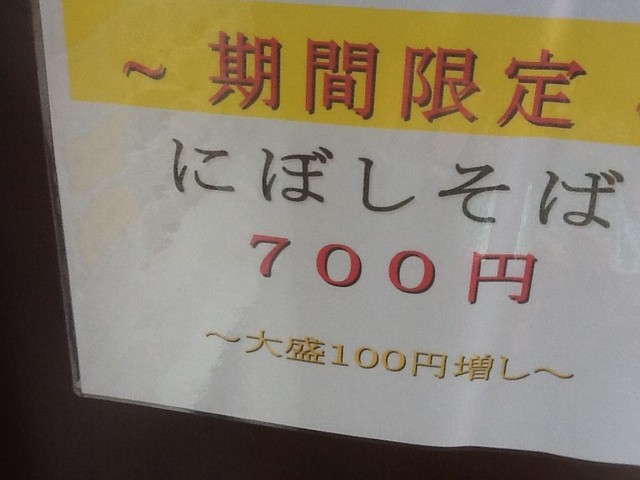 ～期間限定
にぼしそば
７００円
～大盛100円増し～